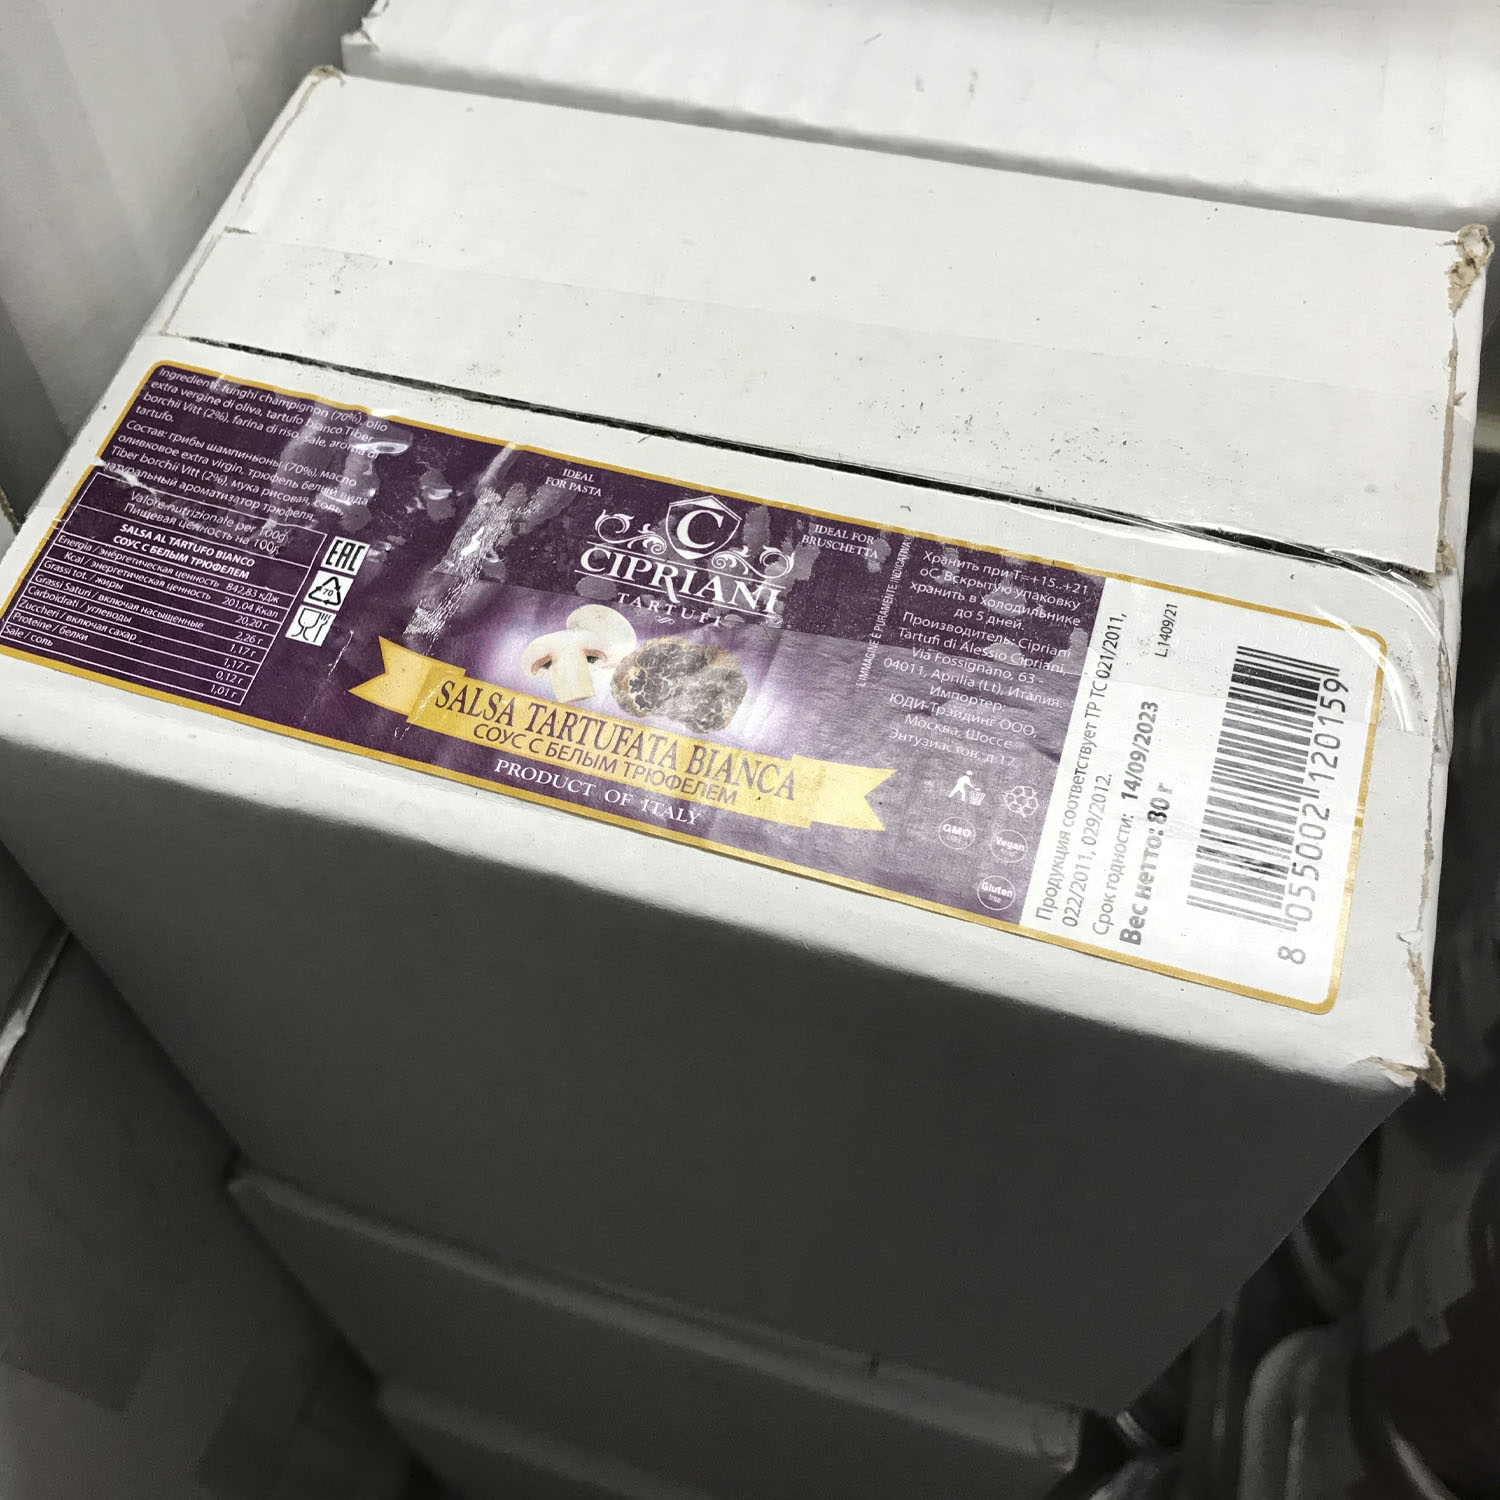 Ingredienti: funghi champignon (70%), olio
extra vergine di oliva, tartufo bianco Tiber
borchii Vitt (2%), farina di riso, sale, aroma di
tartufo.
Состав: грибы шампиньоны (70%), масло
оливковое extra virgin, трюфель белый вида
Tiber borchii Vitt (2%), мука рисовая, соль,
натуральный ароматизатор трюфеля.
Valore nutrizionale per 100g
Пищевая ценность на 100g
SALSA AL TARTUFO BIANCO
СОУС С БЕЛЫМ ТРЮФЕЛЕМ
Energia / энергетическая ценность 842,83 кДж
Kcal / энергетическая ценность 201,04 Ккал
Grassi tot. / жиры 20,20 г
Grassi Saturi / включая насыщенные 2,26 г
Carboidrati / углеводы 1,17 г
Zuccheri / включая сахар 1,17 г
Proteine / белки 0,12 г
Sale / соль 1,01 г
EAC
70
IDEAL
FOR PASTA
C
CIPRIANI
TARTUFI
IDEAL FOR
BRUSCHETTA
SALSA TARTUFATA BIANCA
СОУС С БЕЛЫМ ТРЮФЕЛЕМ
PRODUCT OF ITALY
L'IMMAGINE È PURAMENTE INDICATIVA
Хранить при Т=+15..+21
0С. Вскрытую упаковку
хранить в холодильнике
до 5 дней.
Производитель: Cipriani
Tartufi di Alessio Cipriani,
Via Fossignano, 63 -
04011, Aprilia (Lt), Италия.
Импортер:
ЮДИ-Трэйдинг ООО,
Москва, Шоссе
Энтузиастов, д.17.
GMO
Vegan
Gluten
free
Продукция соответствует ТР ТС 021/2011,
022/2011, 029/2012.
Срок годности: 14/09/2023
Вес нетто: 80 г
L.1409/21
8 055002 120159